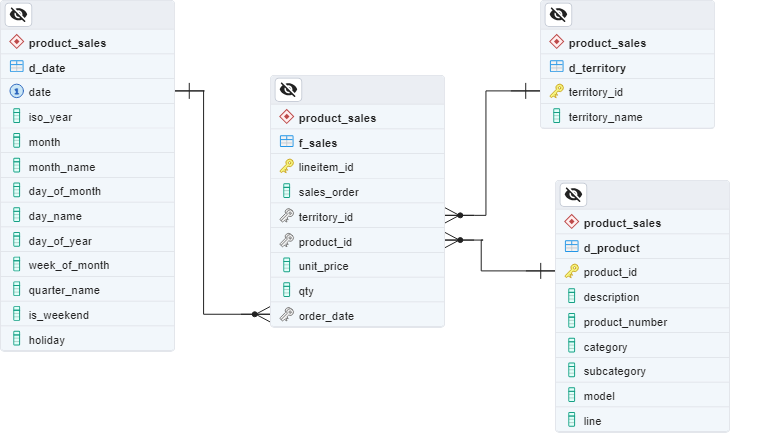 product_sales
d_date
date
iso_year
month
month_name
day_of_month
day_name
day_of_year
week_of_month
quarter_name
is_weekend
holiday
product_sales
f_sales
lineitem_id
sales_order
territory_id
product_id
unit_price
qty
order_date
product_sales
d_territory
territory_id
territory_name
product_sales
d_product
product_id
description
product_number
category
subcategory
model
line